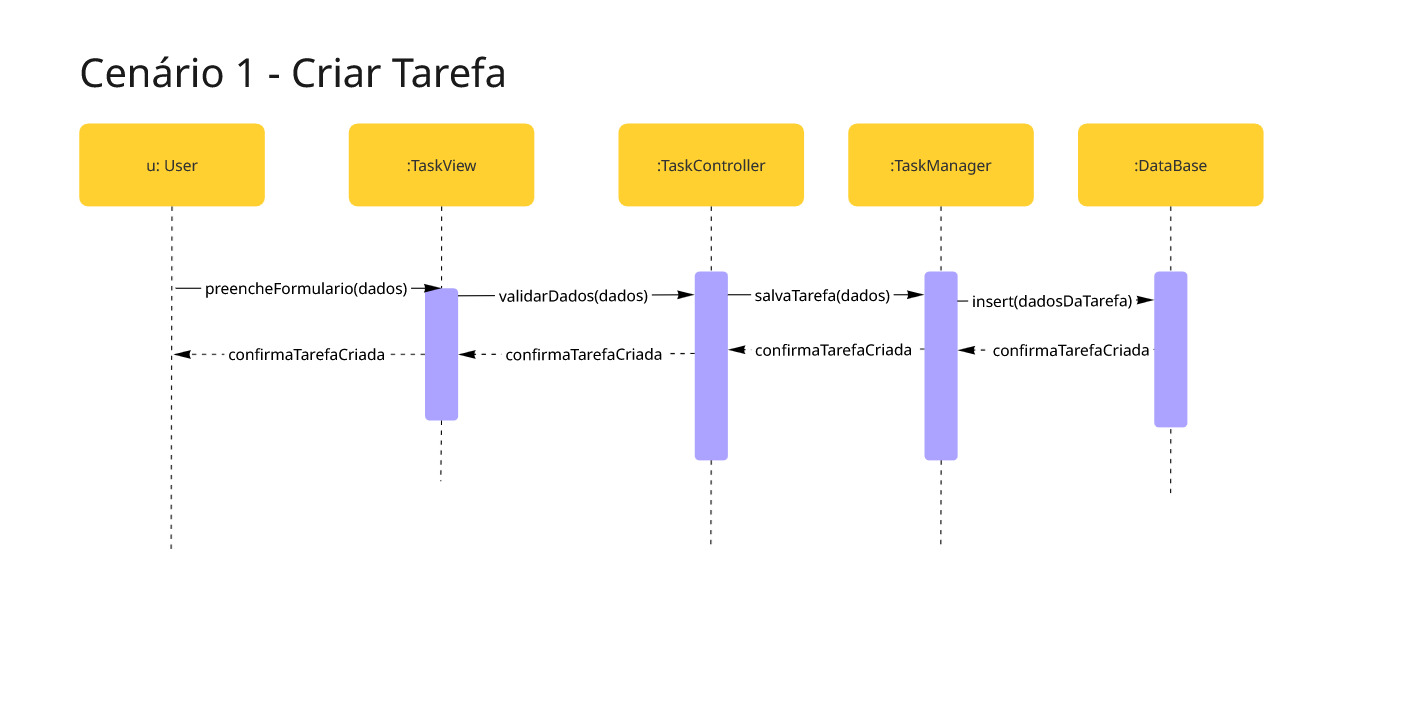 Cenário 1 - Criar Tarefa
u: User
:TaskView
:TaskController
:TaskManager
:DataBase
preencheFormulario(dados)
validarDados(dados)
salvaTarefa(dados)
insert(dadosDaTarefa)
confirmaTarefaCriada
confirmaTarefaCriada
confirmaTarefaCriada
confirmaTarefaCriada